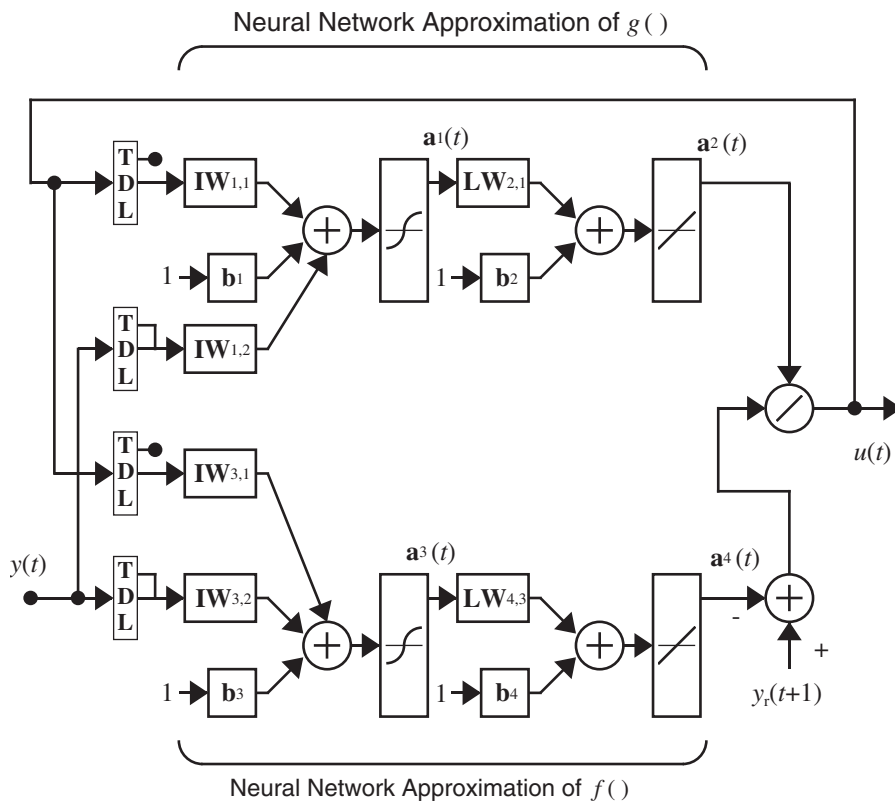 Neural Network Approximation of g ( )
a1(t)
a2 (t)
T
D
L
IW1,1
LW2,1
1
b1
1
b2
T
D
L
IW1,2
u(t)
T
D
L
IW3,1
y(t)
a3 (t)
a4 (t)
T
D
L
IW3,2
LW4,3
-
+
1
b3
1
b4
yr(t+1)
Neural Network Approximation of f ( )